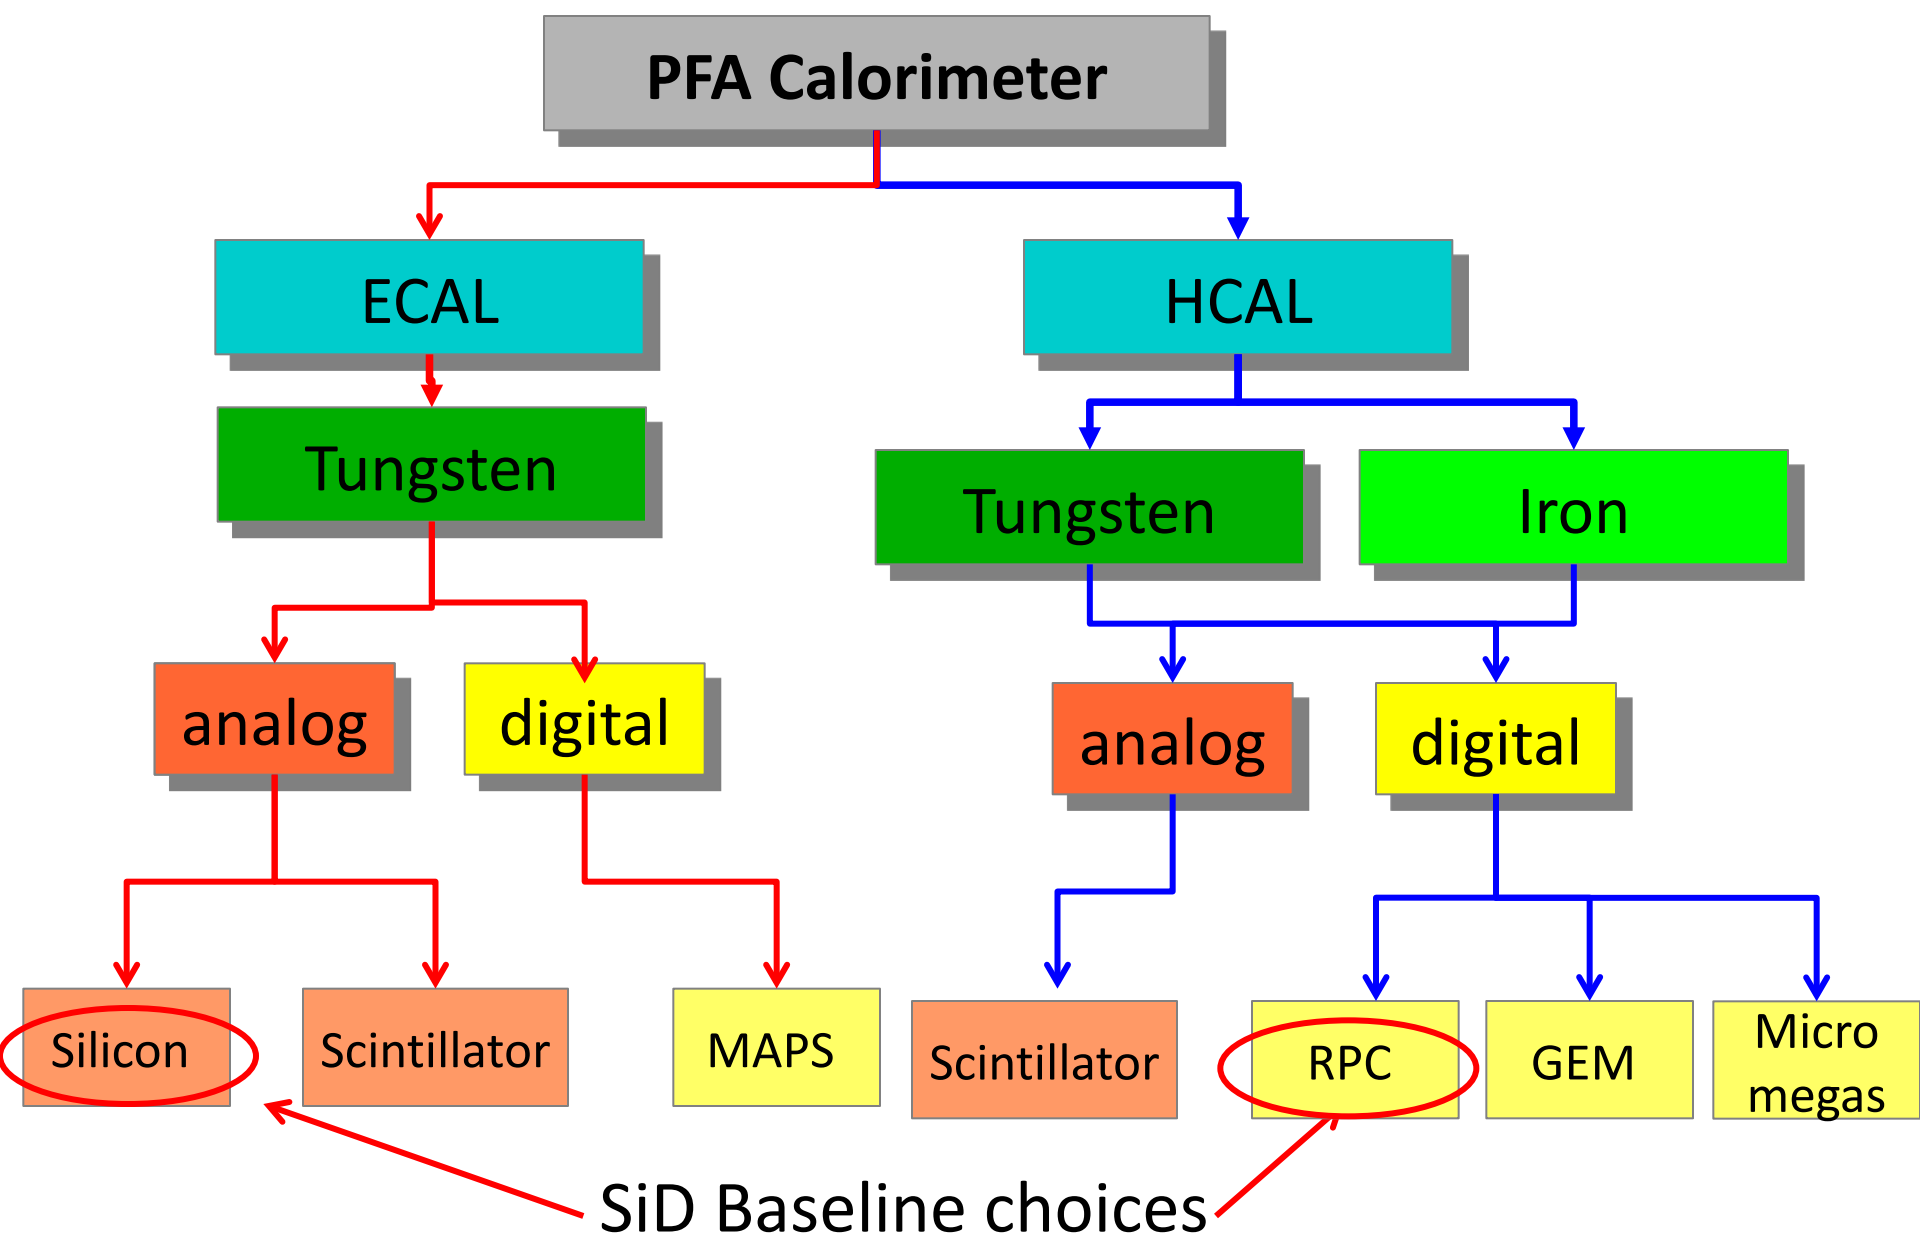 PFA Calorimeter
ECAL
HCAL
Tungsten
Tungsten
Iron
analog
digital
analog
digital
Silicon
Scintillator
MAPS
Scintillator
RPC
GEM
Micro
megas
SiD Baseline choices